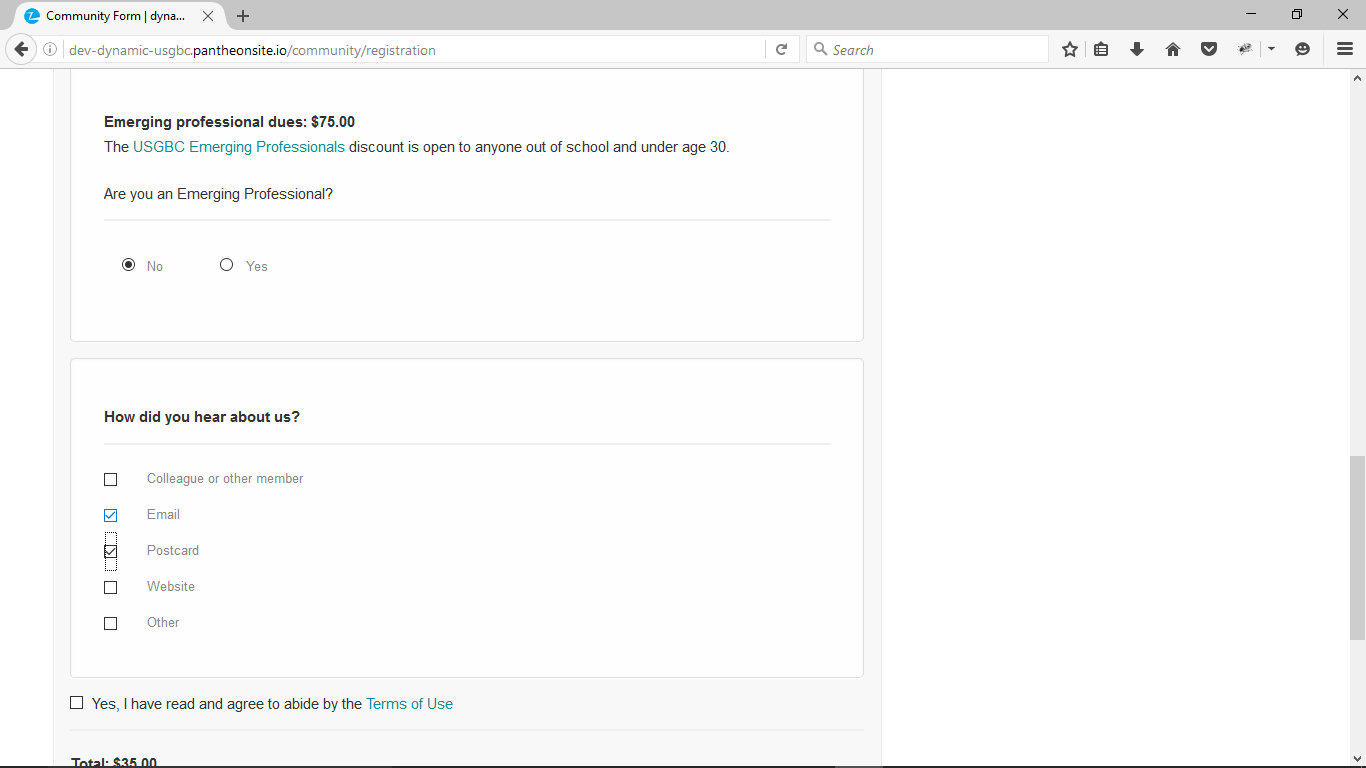 Community Form | dyna...
dev-dynamic-usgbc.pantheonsite.io/community/registration
Search
Emerging professional dues: $75.00
The USGBC Emerging Professionals discount is open to anyone out of school and under age 30.
Are you an Emerging Professional?
No Yes
How did you hear about us?
Colleague or other member
Email
Postcard
Website
Other
Yes, I have read and agree to abide by the Terms of Use
Total: $35.00